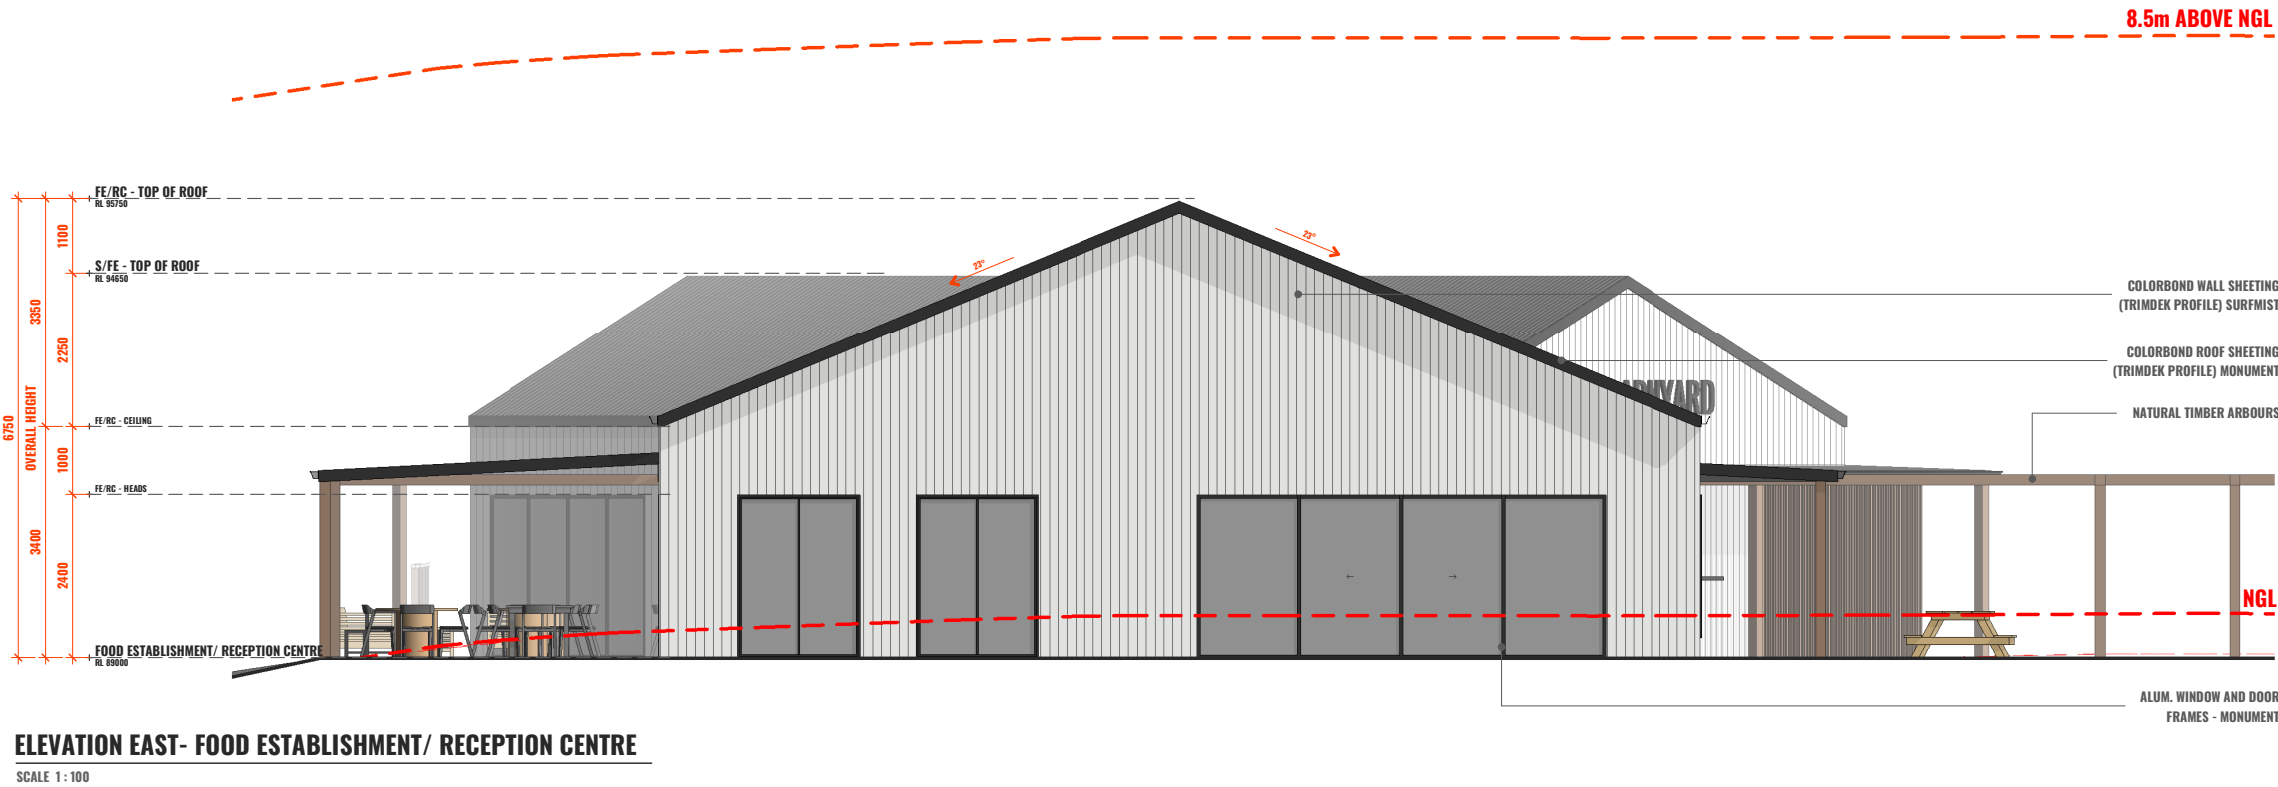 8.5m ABOVE NGL
FE/RC - TOP OF ROOF
RL 95750
1100
23°
23°
S/FE - TOP OF ROOF
RL 94650
COLORBOND WALL SHEETING
(TRIMDEK PROFILE) SURFMIST
3350
2250
COLORBOND ROOF SHEETING
(TRIMDEK PROFILE) MONUMENT
NATURAL TIMBER ARBOURS
6750
OVERALL HEIGHT
FE/RC - CEILING
1000
FE/RC - HEADS
3400
2400
NGL
FOOD ESTABLISHMENT/ RECEPTION CENTRE
RL 89000
ALUM. WINDOW AND DOOR
FRAMES - MONUMENT
ELEVATION EAST- FOOD ESTABLISHMENT/ RECEPTION CENTRE
SCALE 1 : 100